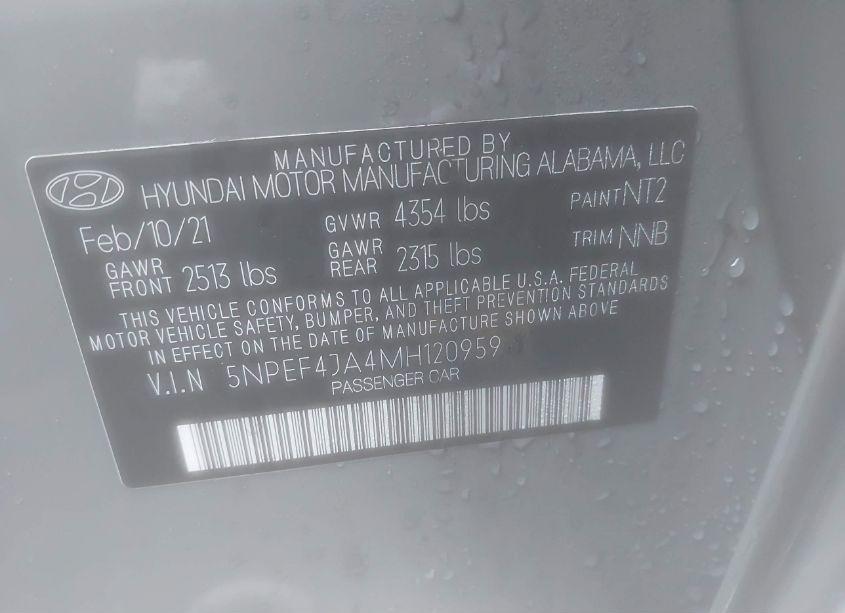 MANUFACTURED BY
HYUNDAI MOTOR MANUFACTURING ALABAMA, LLC
Feb/10/21 GVWR 4354 lbs PAINT NT2
GAWR FRONT 2513 lbs GAWR REAR 2315 lbs TRIM NNB
THIS VEHICLE CONFORMS TO ALL APPLICABLE U.S.A. FEDERAL
MOTOR VEHICLE SAFETY, BUMPER, AND THEFT PREVENTION STANDARDS
IN EFFECT ON THE DATE OF MANUFACTURE SHOWN ABOVE
V.I.N 5NPEF4JA4MH120959
PASSENGER CAR